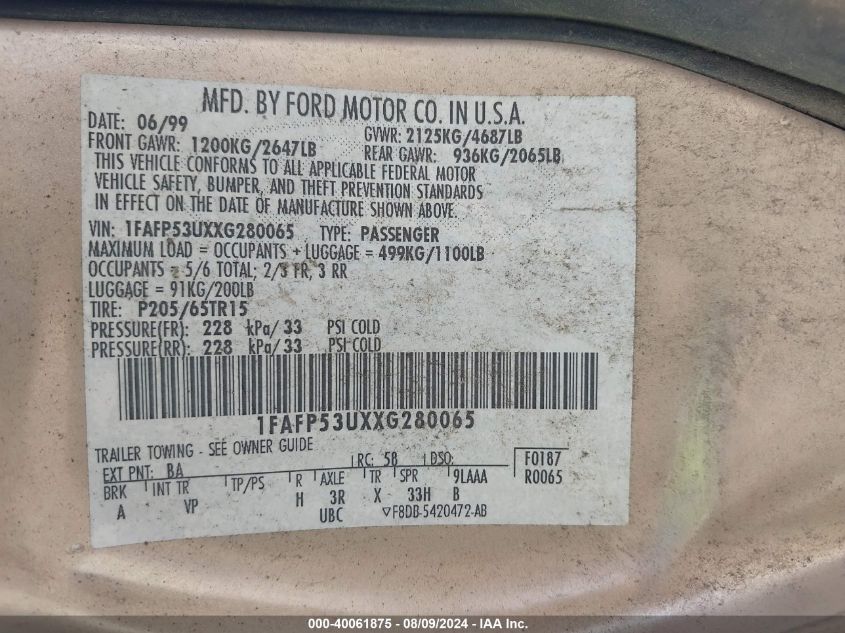 MFD. BY FORD MOTOR CO. IN U.S.A.
DATE: 06/99 GVWR: 2125KG/4687LB
FRONT GAWR: 1200KG/2647LB REAR GAWR: 936KG/2065LB
THIS VEHICLE CONFORMS TO ALL APPLICABLE FEDERAL MOTOR
VEHICLE SAFETY, BUMPER, AND THEFT PREVENTION STANDARDS
IN EFFECT ON THE DATE OF MANUFACTURE SHOWN ABOVE.
VIN: 1FAFP53UXXG280065 TYPE: PASSENGER
MAXIMUM LOAD = OCCUPANTS + LUGGAGE = 499KG/1100LB
OCCUPANTS = 5/6 TOTAL; 2/3 FR, 3 RR
LUGGAGE = 91KG/200LB
TIRE: P205/65TR15
PRESSURE(FR): 228 kPa/ 33 PSI COLD
PRESSURE(RR): 228 kPa/ 33 PSI COLD
1FAFP53UXXG280065
TRAILER TOWING - SEE OWNER GUIDE
EXT PNT: BA RC: 58 DSO: F0187
BRK INT TR TP/PS R AXLE TR SPR 9LAAA R0065
A VP H 3R X 33H B
UBC ▽F8DB-5420472-AB
000-40061875 - 08/09/2024 - IAA Inc.